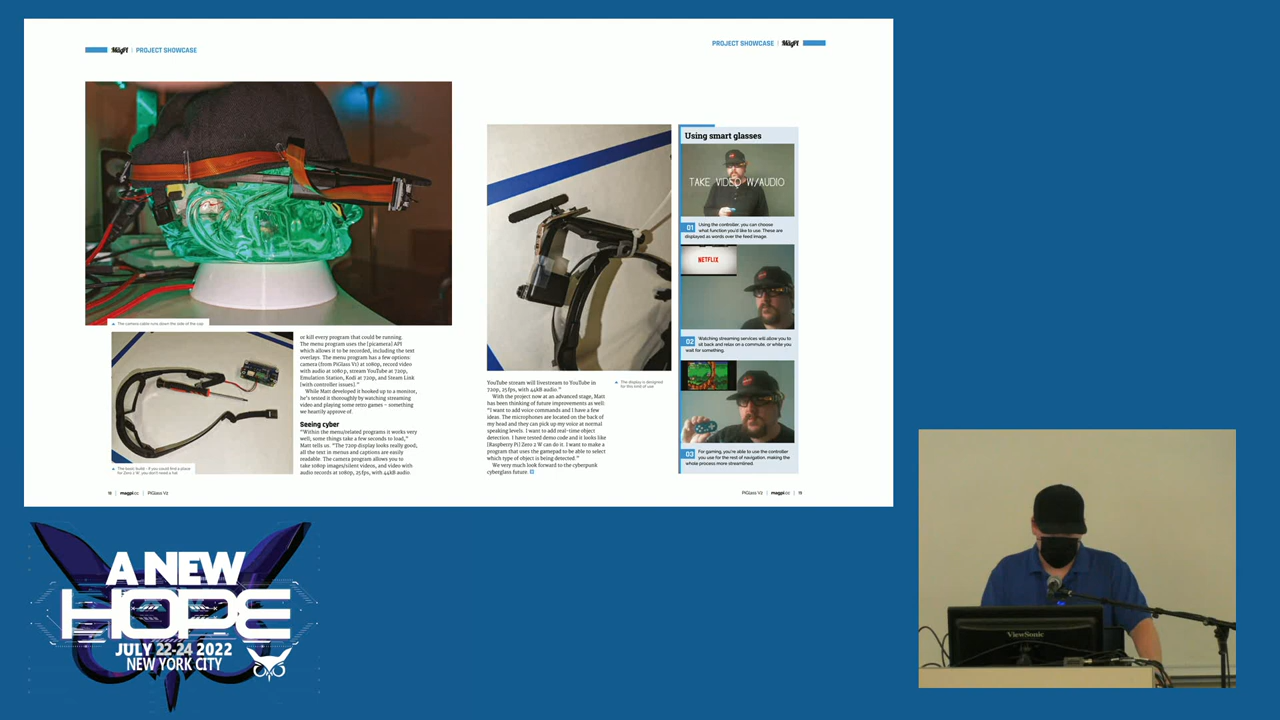 MagPi | PROJECT SHOWCASE
PROJECT SHOWCASE | MagPi
The camera cable runs down the side of the cap
or kill every program that could be running.
The menu program uses the [picamera] API
which allows it to be recorded, including the text
overlays. The menu program has a few options:
camera (from PiGlass V1) at 1080p, record video
with audio at 1080p, stream YouTube at 720p,
Emulation Station, Kodi at 720p, and Steam Link
[with controller issues]."
While Matt developed it hooked up to a monitor,
he's tested it thoroughly by watching streaming
video and playing some retro games – something
we heartily approve of.
Seeing cyber
"Within the menu/related programs it works very
well, some things take a few seconds to load,"
Matt tells us. "The 720p display looks really good,
all the text in menus and captions are easily
readable. The camera program allows you to
take 1080p images/silent videos, and video with
audio records at 1080p, 25fps, with 44kB audio.
The basic build – if you could find a place
for Zero 2 W, you don't need a hat
YouTube stream will livestream to YouTube in
720p, 25fps, with 44kB audio."
With the project now at an advanced stage, Matt
has been thinking of future improvements as well:
"I want to add voice commands and I have a few
ideas. The microphones are located on the back of
my head and they can pick up my voice at normal
speaking levels. I want to add real-time object
detection. I have tested demo code and it looks like
[Raspberry Pi] Zero 2 W can do it. I want to make a
program that uses the gamepad to be able to select
which type of object is being detected."
We very much look forward to the cyberpunk
cyberglass future.
The display is designed
for this kind of use
Using smart glasses
TAKE VIDEO W/AUDIO
01 Using the controller, you can choose
what function you'd like to use. These are
displayed as words over the feed image.
NETFLIX
02 Watching streaming services will allow you to
sit back and relax on a commute, or while you
wait for something.
03 For gaming, you're able to use the controller
you use for the rest of navigation, making the
whole process more streamlined.
18 | magpi.cc | PiGlass V2
PiGlass V2 | magpi.cc | 19
A NEW
HOPE
JULY 22-24 2022
NEW YORK CITY
ViewSonic